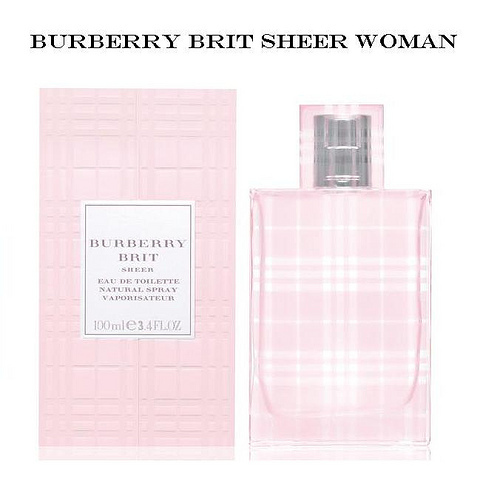 BURBERRY BRIT SHEER WOMAN
BURBERRY
BRIT
SHEER
EAU DE TOILETTE
NATURAL SPRAY
VAPORISATEUR
100ml e 3.4FL.OZ